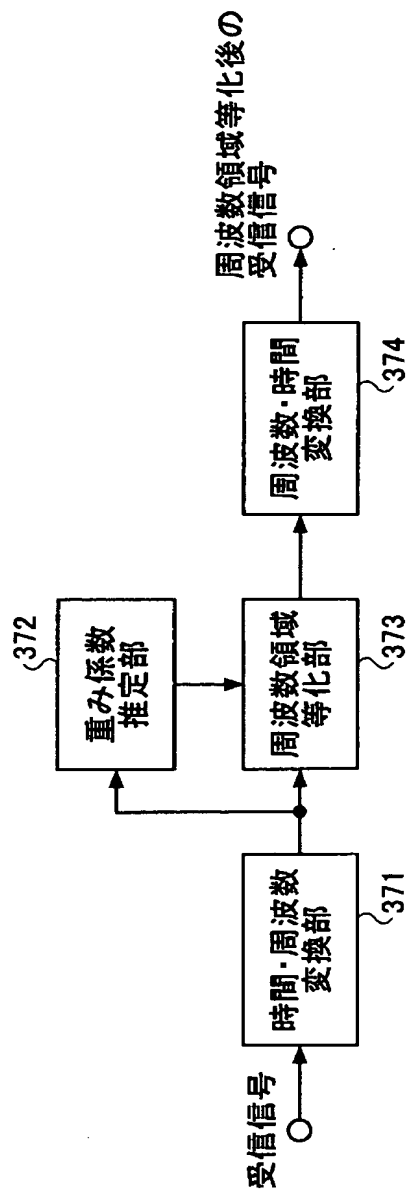 受信信号
時間・周波数
変換部
371
重み係数
推定部
372
周波数領域
等化部
373
周波数・時間
変換部
374
周波数領域等化後の
受信信号